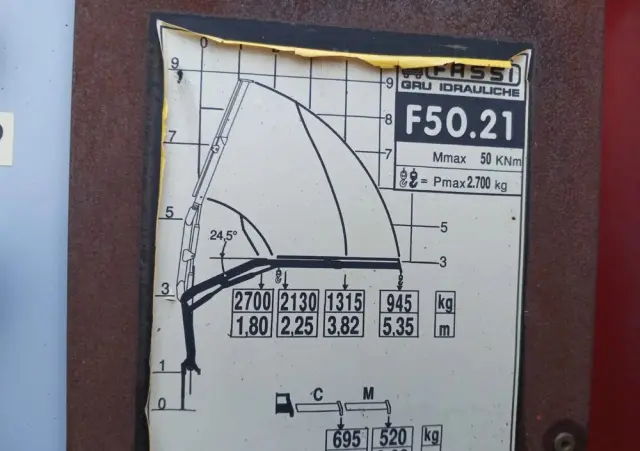 0
9
9
FASSI
GRU IDRAULICHE
F50.21
8
7
7
Mmax 50 KNm
= Pmax 2.700 kg
5
5
24,5°
3
3
2700 2130 1315 945 kg
1,80 2,25 3,82 5,35 m
1
0
C M
695 520 kg